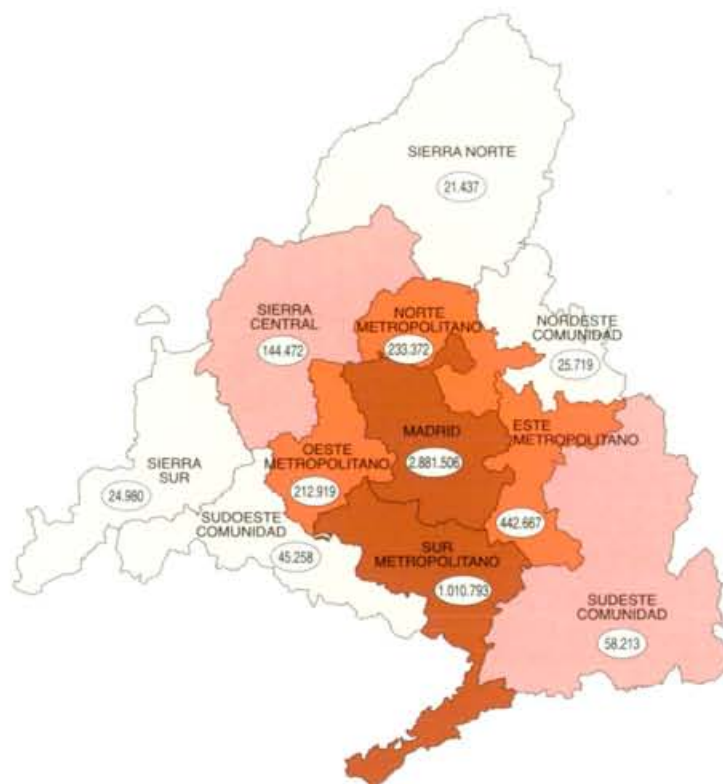 SIERRA NORTE
21.437
SIERRA
CENTRAL
144.472
NORTE
METROPOLITANO
233.372
NORDESTE
COMUNIDAD
25.719
MADRID
2.881.506
ESTE
METROPOLITANO
442.667
OESTE
METROPOLITANO
212.919
SIERRA
SUR
24.980
SUDOESTE
COMUNIDAD
45.258
SUR
METROPOLITANO
1.010.793
SUDESTE
COMUNIDAD
58.213